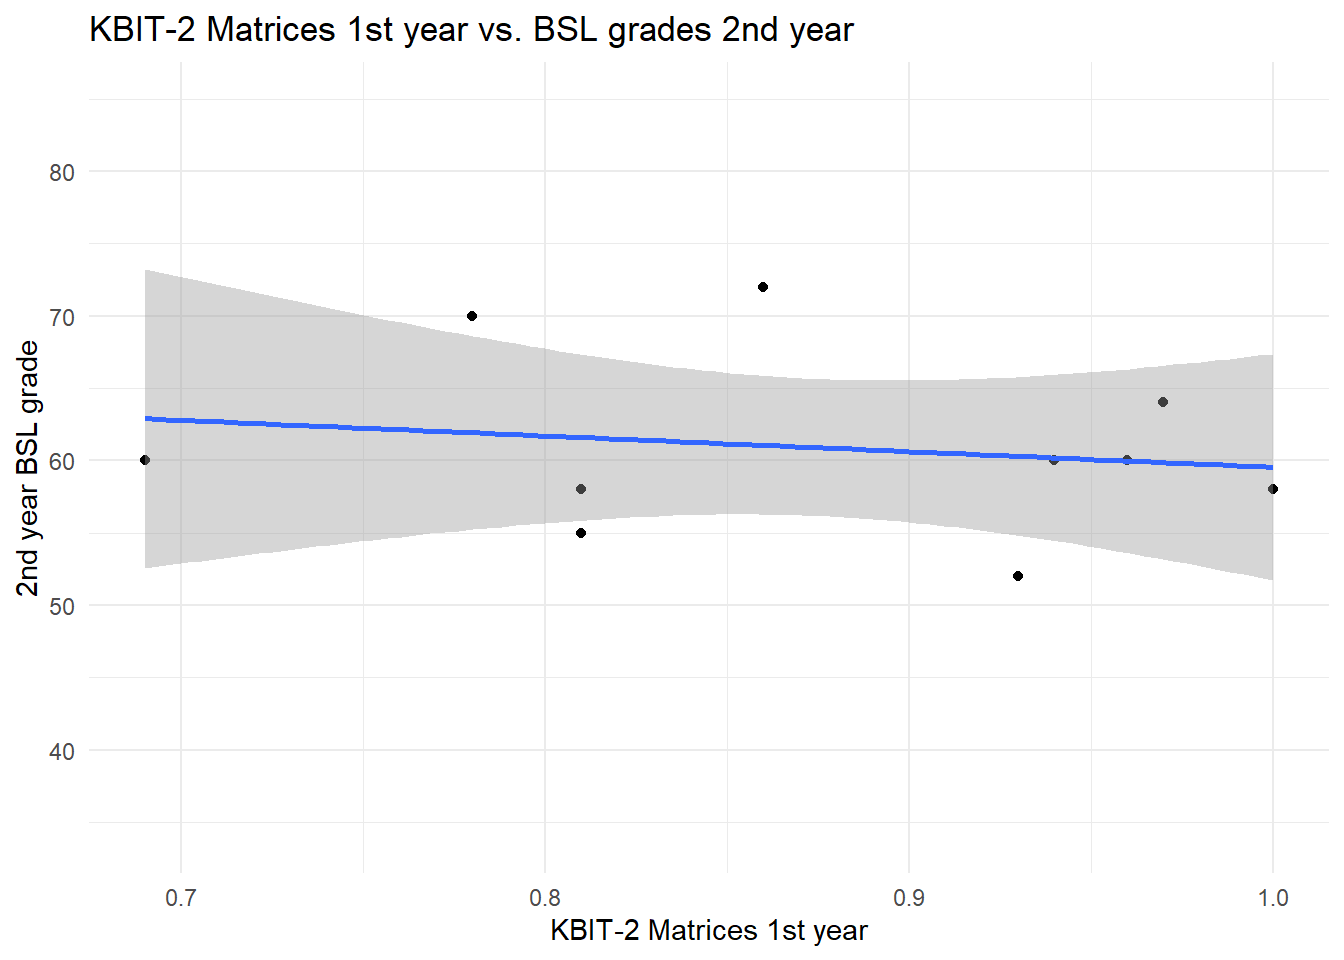 KBIT-2 Matrices 1st year vs. BSL grades 2nd year
2nd year BSL grade
80
70
60
50
40
0.7 0.8 0.9 1.0
KBIT-2 Matrices 1st year